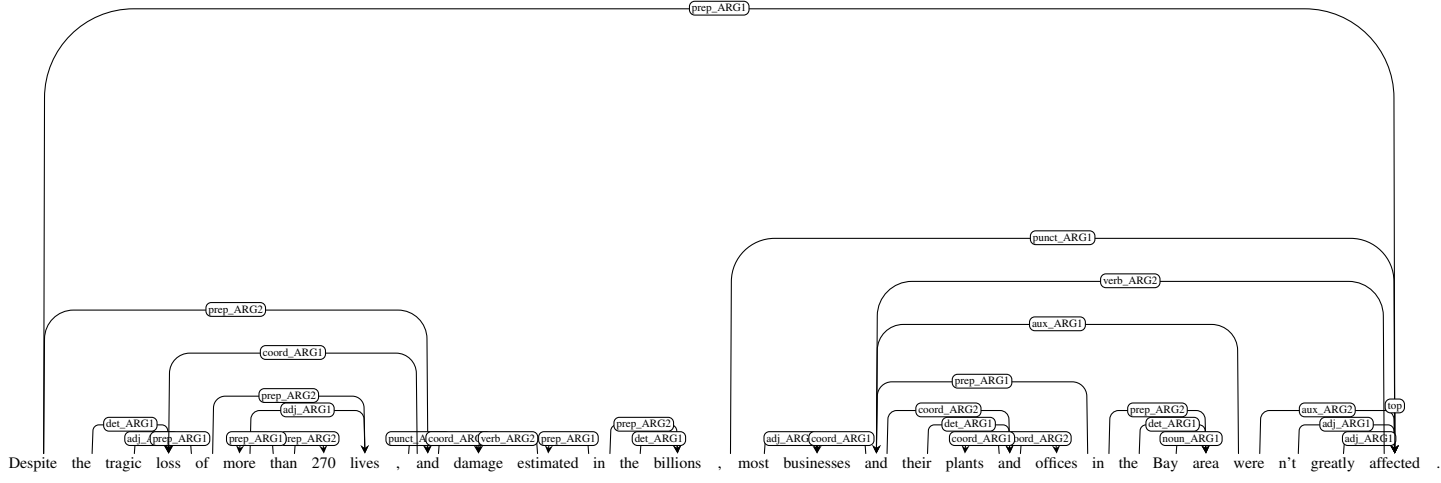 prep_ARG1
punct_ARG1
verb_ARG2
prep_ARG2
aux_ARG1
coord_ARG1
prep_ARG1
prep_ARG2
top
adj_ARG1 coord_ARG2 prep_ARG2 aux_ARG2
det_ARG1 prep_ARG2 det_ARG1 det_ARG1 adj_ARG1
prep_ARG1 prep_ARG1 verb_ARG2 prep_ARG1 det_ARG1 coord_ARG1 coord_ARG1 noun_ARG1 adj_ARG1
Despite the tragic loss of more than 270 lives , and damage estimated in the billions , most businesses and their plants and offices in the Bay area were n't greatly affected .